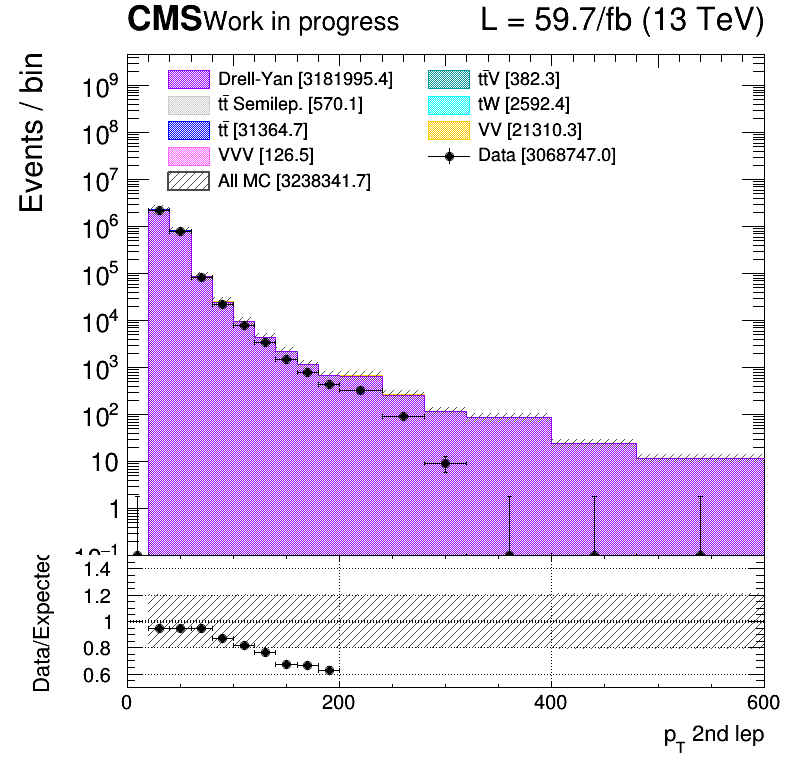 CMS Work in progress L = 59.7/fb (13 TeV)
Events / bin
Drell-Yan [3181995.4] tt̄V [382.3]
tt̄ Semilep. [570.1] tW [2592.4]
tt̄ [31364.7] VV [21310.3]
VVV [126.5] Data [3068747.0]
All MC [3238341.7]
10⁹
10⁸
10⁷
10⁶
10⁵
10⁴
10³
10²
10
1
10⁻¹
Data/Expected
1.4
1.2
1
0.8
0.6
0 200 400 600
p_T 2nd lep